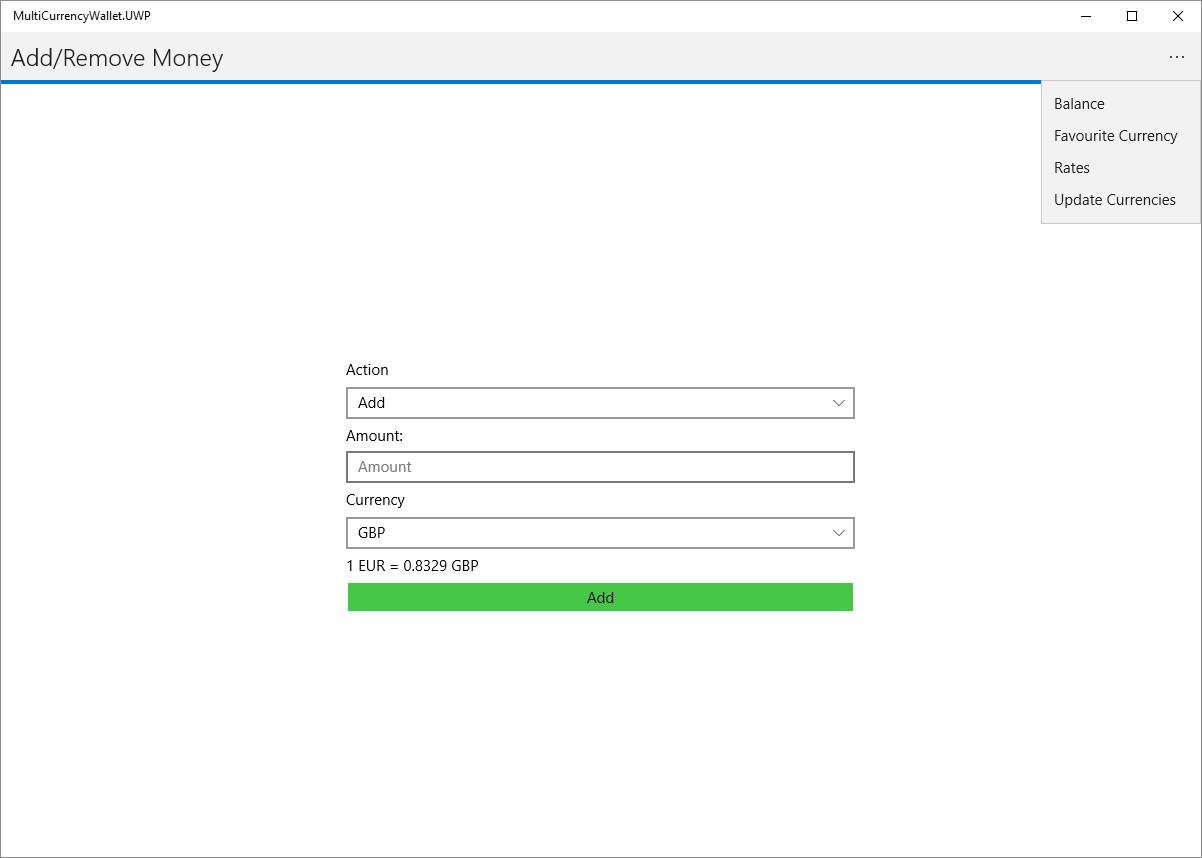 MultiCurrencyWallet.UWP
Add/Remove Money
...
Balance
Favourite Currency
Rates
Update Currencies
Action
Add
Amount:
Amount
Currency
GBP
1 EUR = 0.8329 GBP
Add